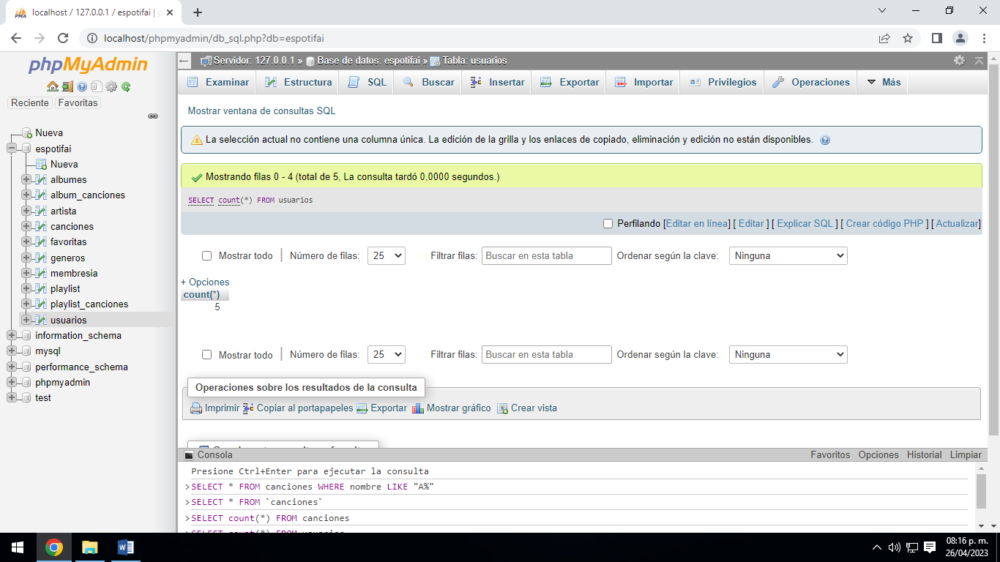 localhost / 127.0.0.1 / espotifai |
localhost/phpmyadmin/db_sql.php?db=espotifai
phpMyAdmin
Reciente Favoritas
Nueva
espotifai
Nueva
albumes
album_canciones
artista
canciones
favoritas
generos
membresia
playlist
playlist_canciones
usuarios
information_schema
mysql
performance_schema
phpmyadmin
test
Servidor: 127.0.0.1 » Base de datos: espotifai » Tabla: usuarios
Examinar Estructura SQL Buscar Insertar Exportar Importar Privilegios Operaciones Más
Mostrar ventana de consultas SQL
La selección actual no contiene una columna única. La edición de la grilla y los enlaces de copiado, eliminación y edición no están disponibles.
Mostrando filas 0 - 4 (total de 5, La consulta tardó 0,0000 segundos.)
SELECT count(*) FROM usuarios
Perfilando [Editar en línea] [ Editar ] [ Explicar SQL ] [ Crear código PHP ] [ Actualizar]
Mostrar todo | Número de filas: 25 Filtrar filas: Buscar en esta tabla Ordenar según la clave: Ninguna
+ Opciones
count(*)
5
Mostrar todo | Número de filas: 25 Filtrar filas: Buscar en esta tabla Ordenar según la clave: Ninguna
Operaciones sobre los resultados de la consulta
Imprimir Copiar al portapapeles Exportar Mostrar gráfico Crear vista
Consola Favoritos Opciones Historial Limpiar
Presione Ctrl+Enter para ejecutar la consulta
>SELECT * FROM canciones WHERE nombre LIKE "A%"
>SELECT * FROM `canciones`
>SELECT count(*) FROM canciones
>SELECT count(*) FROM usuarios
08:16 p. m.
26/04/2023